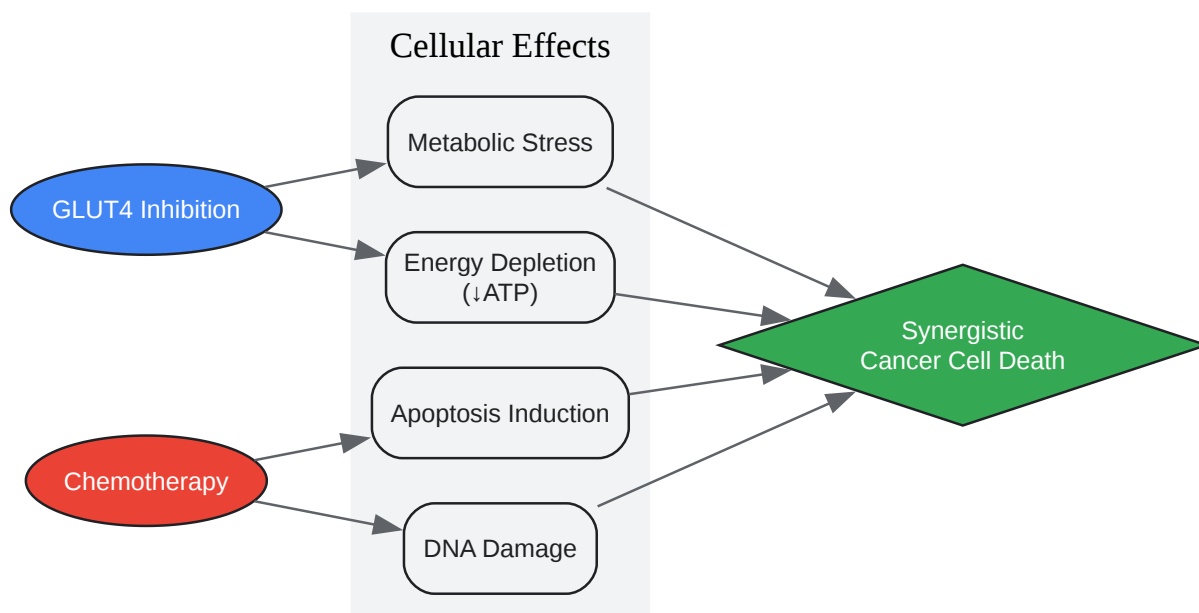 Cellular Effects
Metabolic Stress
GLUT4 Inhibition
Energy Depletion
(↓ATP)
Synergistic
Cancer Cell Death
Apoptosis Induction
Chemotherapy
DNA Damage